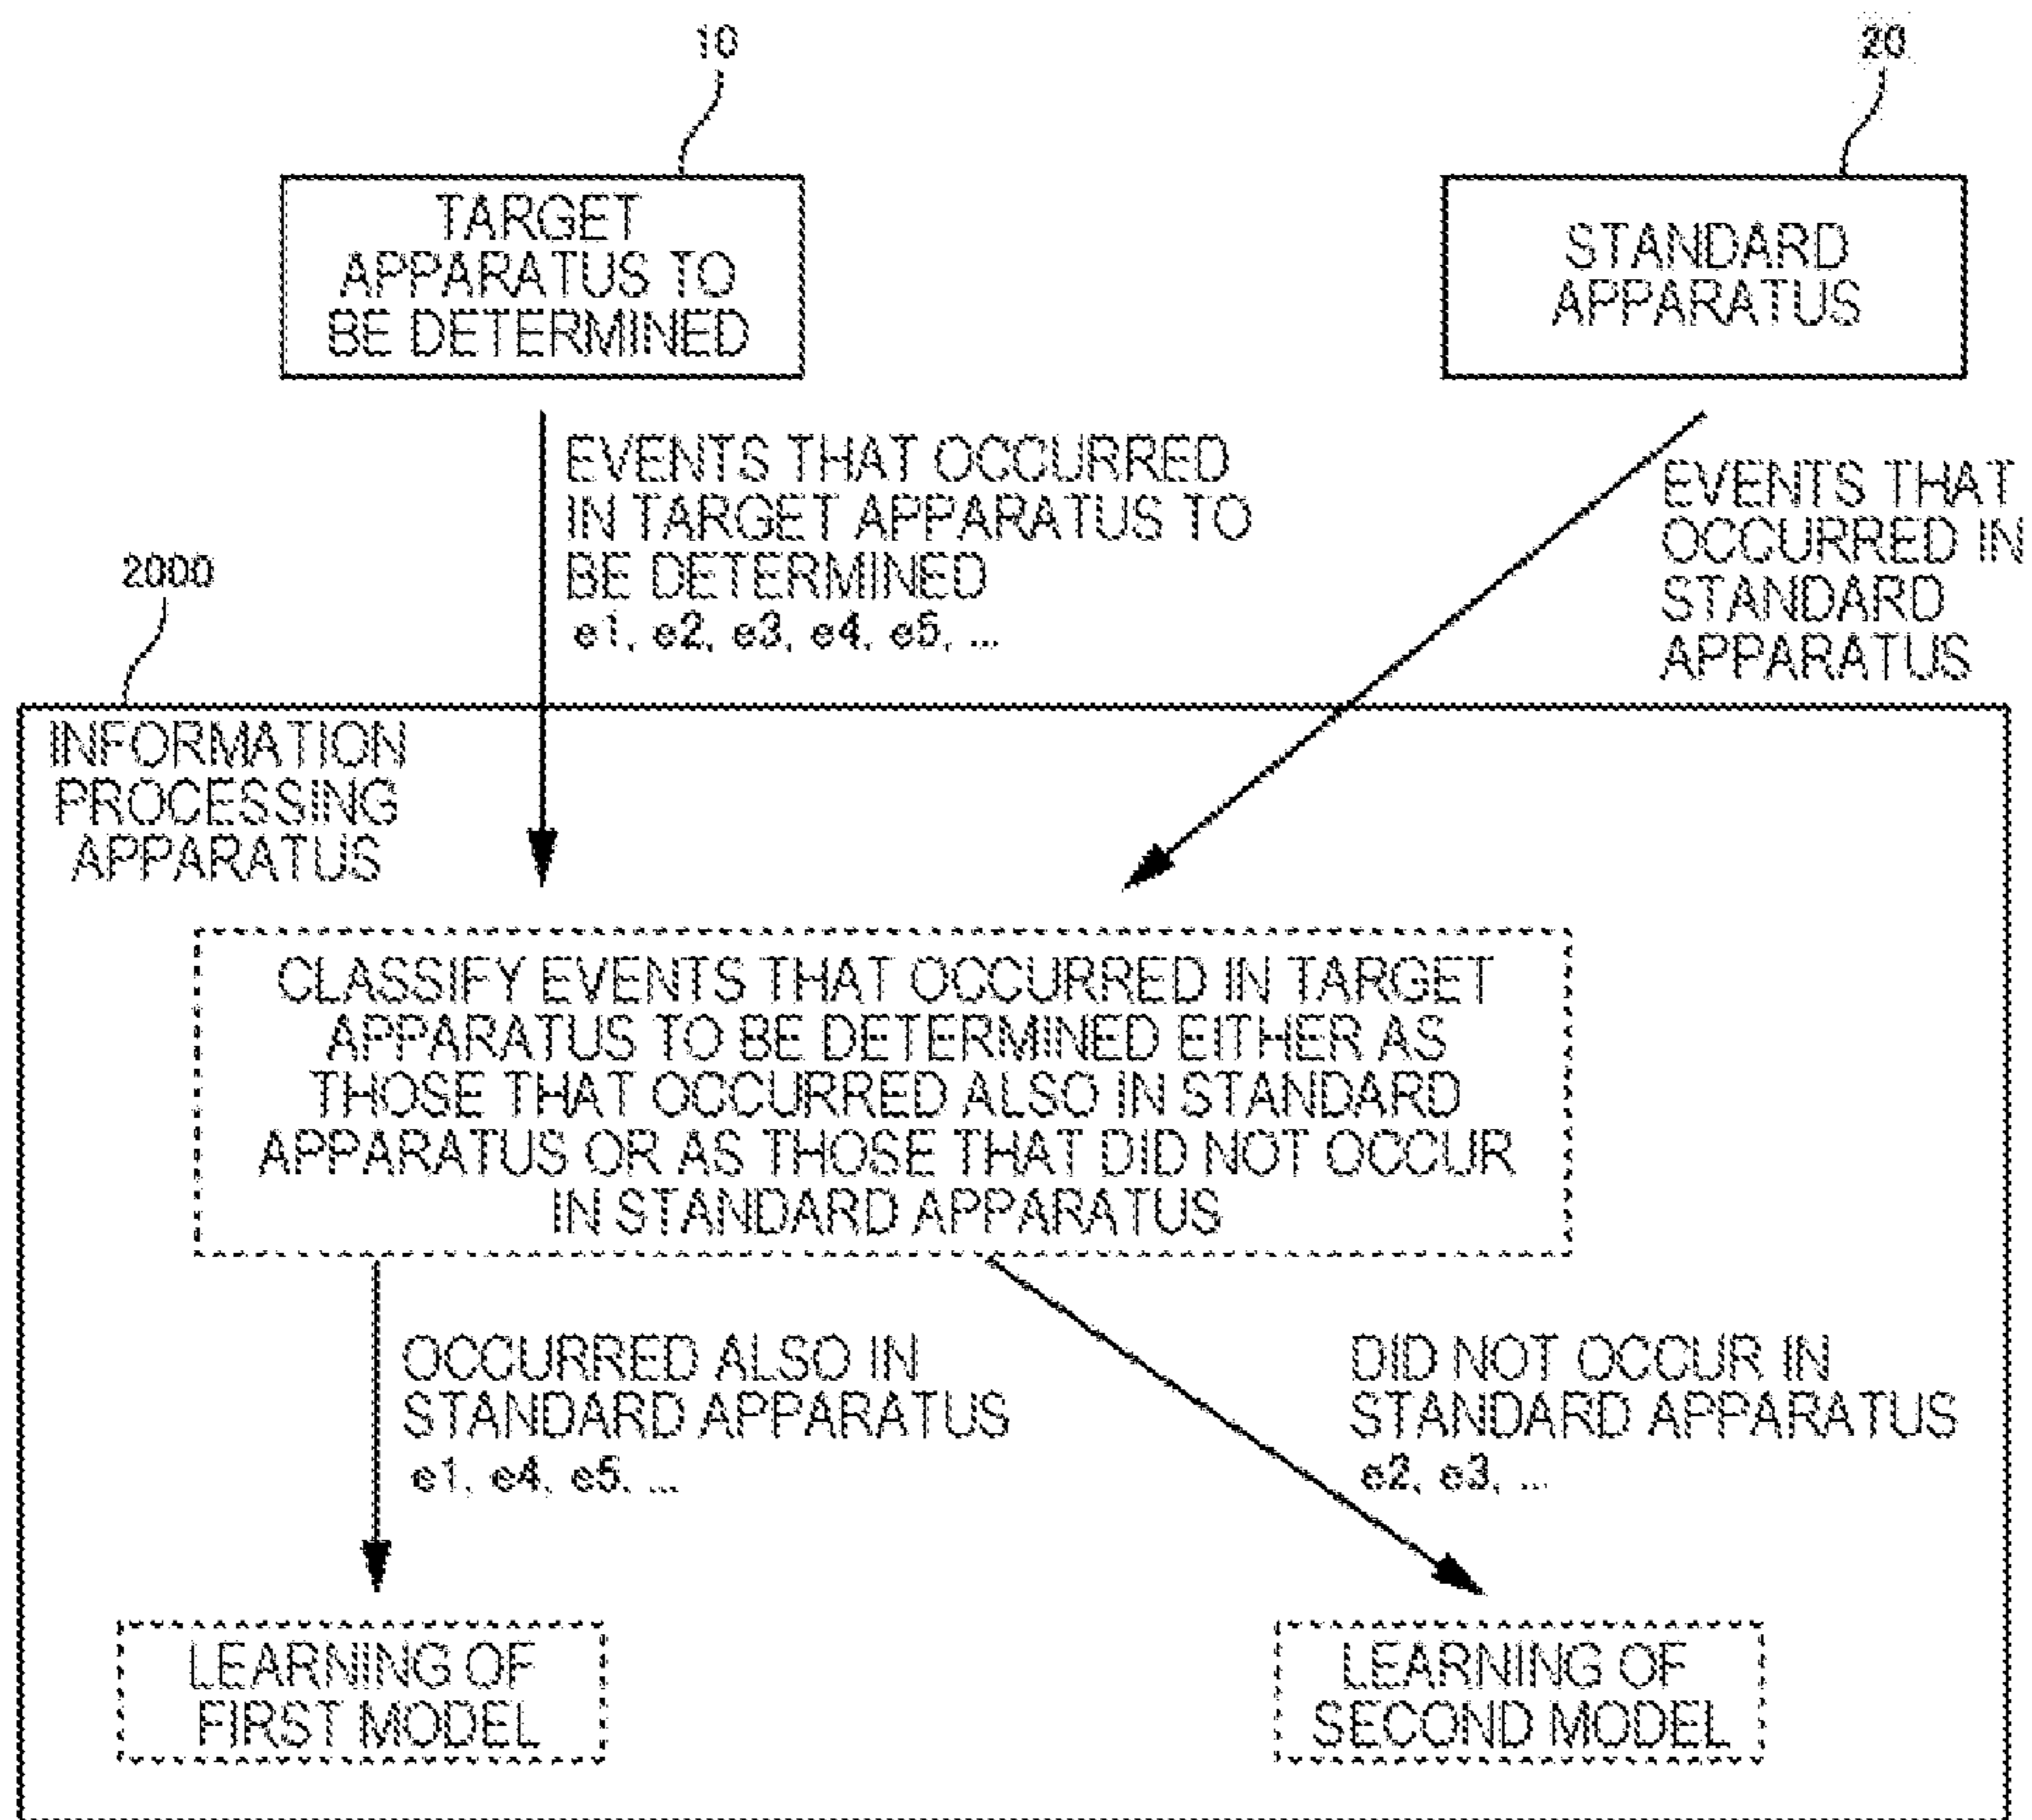 10
20
TARGET
APPARATUS TO
BE DETERMINED
STANDARD
APPARATUS
EVENTS THAT OCCURRED
IN TARGET APPARATUS TO
BE DETERMINED
e1, e2, e3, e4, e5, ...
EVENTS THAT
OCCURRED IN
STANDARD
APPARATUS
2000
INFORMATION
PROCESSING
APPARATUS
CLASSIFY EVENTS THAT OCCURRED IN TARGET
APPARATUS TO BE DETERMINED EITHER AS
THOSE THAT OCCURRED ALSO IN STANDARD
APPARATUS OR AS THOSE THAT DID NOT OCCUR
IN STANDARD APPARATUS
OCCURRED ALSO IN
STANDARD APPARATUS
e1, e4, e5, ...
DID NOT OCCUR IN
STANDARD APPARATUS
e2, e3, ...
LEARNING OF
FIRST MODEL
LEARNING OF
SECOND MODEL